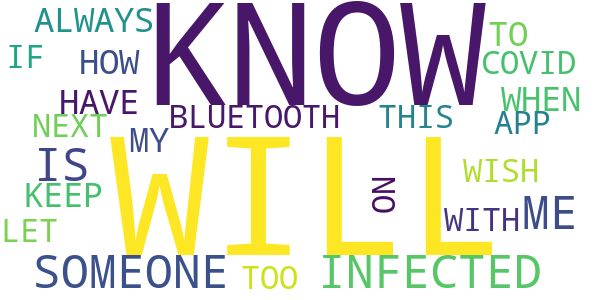 ALWAYS
KNOW
TO
IF
HOW
COVID
HAVE
WHEN
NEXT
BLUETOOTH
THIS
APP
MY
WILL
IS
WISH
KEEP
ON
LET
WITH
ME
SOMEONE
TOO
INFECTED